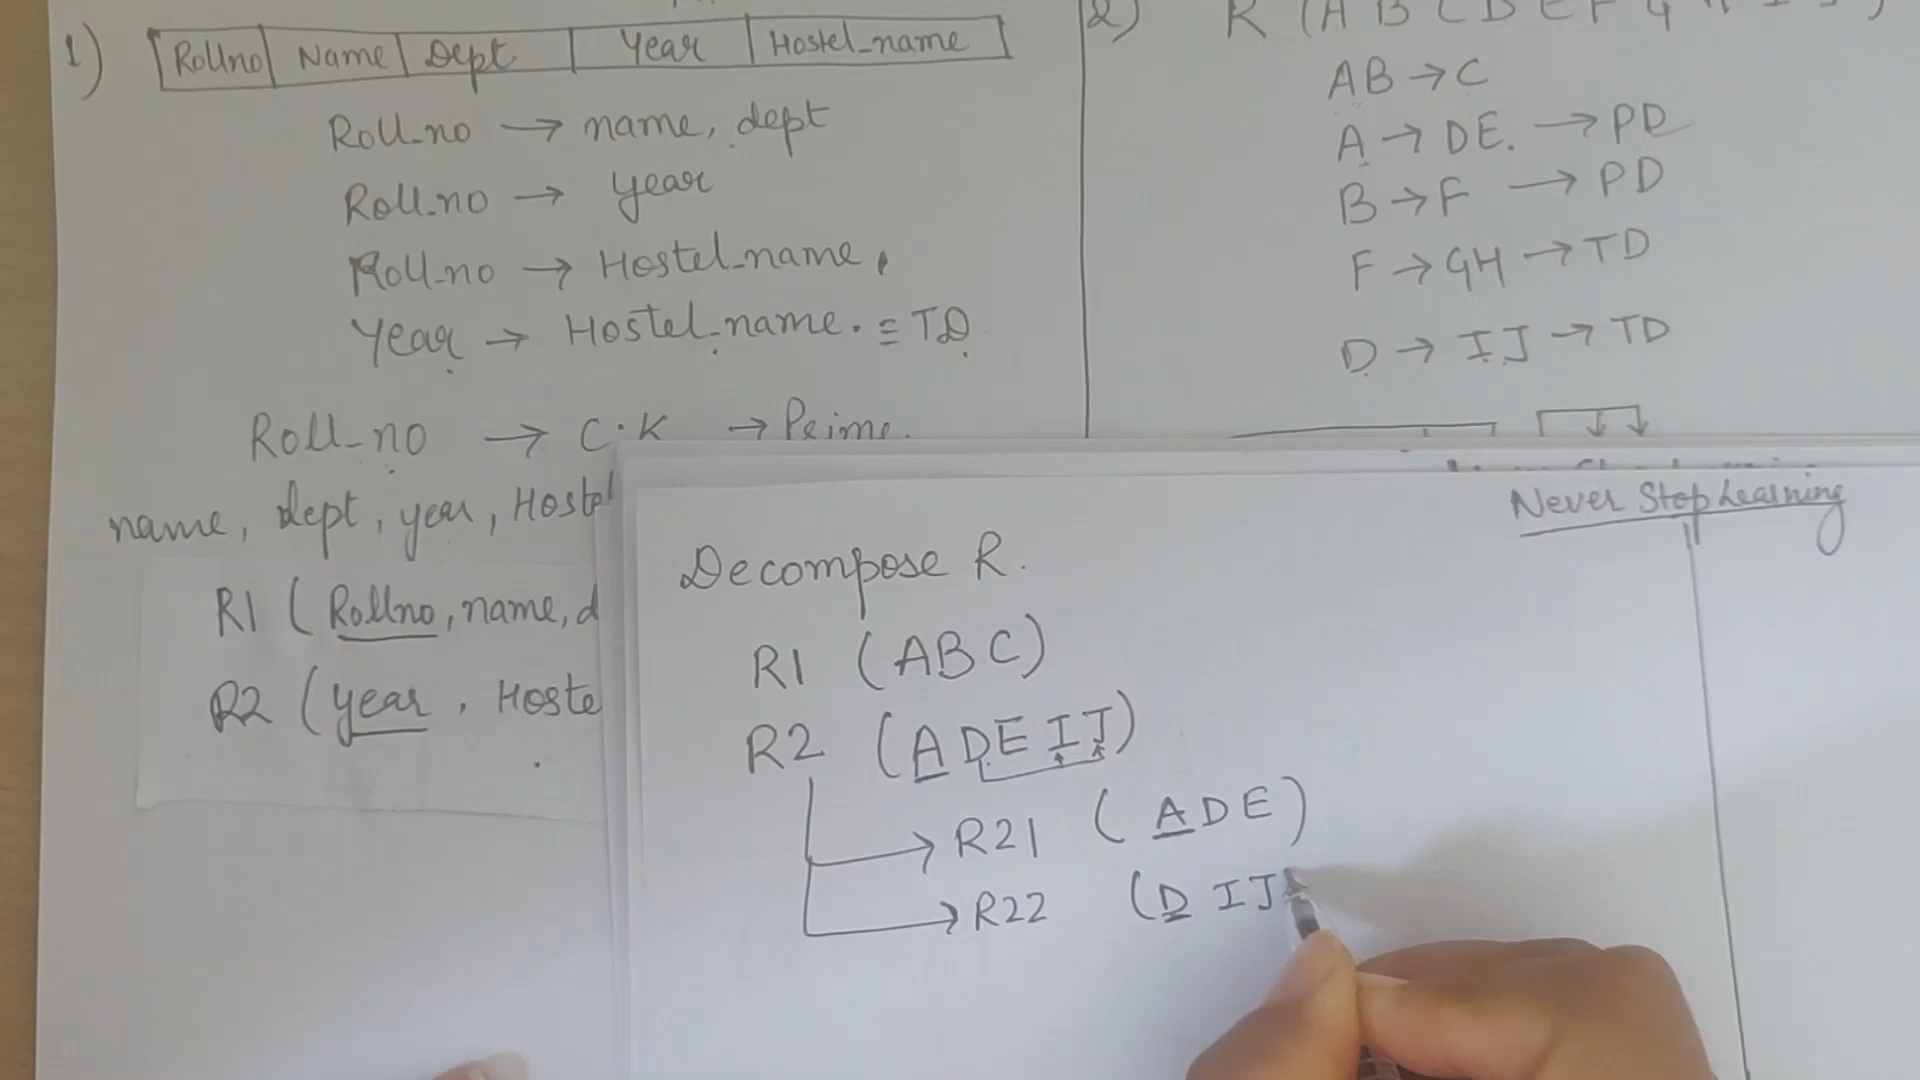 1)
Rollno Name Dept Year Hostel_name
Roll_no → name, dept
Roll_no → year
Roll_no → Hostel_name,
Year → Hostel_name. = TD
Roll_no → C.K → Prime.
name, dept, year, Hostel
R1 ( Rollno, name, d
R2 ( year, Hoste
2) R (A B C D E F G H I J )
AB → C
A → DE. → PD
B → F → PD
F → GH → TD
D → IJ → TD
Never Stop Learning
Decompose R.
R1 (ABC)
R2 (ADEIJ)
→ R21 (ADE)
→ R22 (D IJ